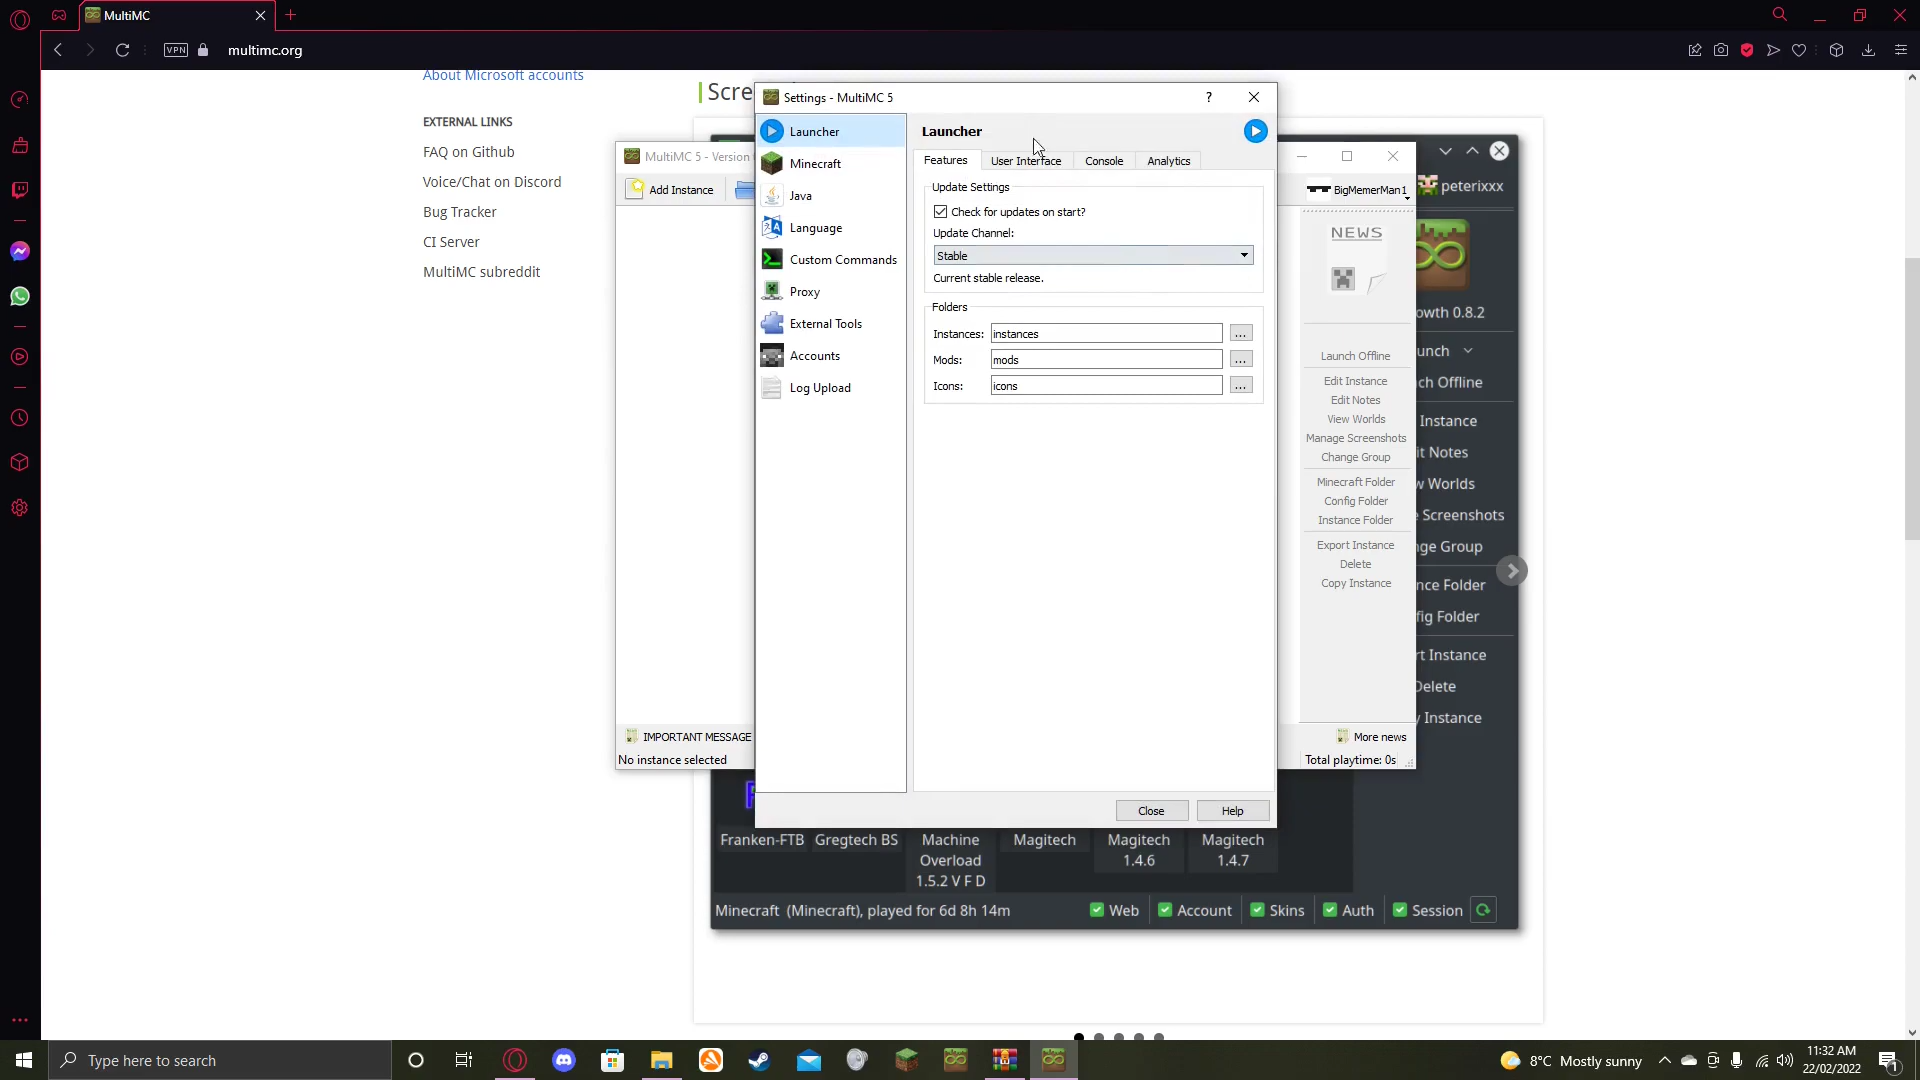 MultiMC
VPN
multimc.org
About Microsoft accounts
EXTERNAL LINKS
FAQ on Github
Voice/Chat on Discord
Bug Tracker
CI Server
MultiMC subreddit
Scre
MultiMC 5 - Version
Add Instance
IMPORTANT MESSAGE
No instance selected
Settings - MultiMC 5
?
Launcher
Minecraft
Java
Language
Custom Commands
Proxy
External Tools
Accounts
Log Upload
Launcher
Features
User Interface
Console
Analytics
Update Settings
Check for updates on start?
Update Channel:
Stable
Current stable release.
Folders
Instances: instances ...
Mods: mods ...
Icons: icons ...
Close
Help
BigMemerMan1
NEWS
Launch Offline
Edit Instance
Edit Notes
View Worlds
Manage Screenshots
Change Group
Minecraft Folder
Config Folder
Instance Folder
Export Instance
Delete
Copy Instance
More news
Total playtime: 0s
peterixxx
owth 0.8.2
unch
ch Offline
Instance
it Notes
w Worlds
e Screenshots
nge Group
nce Folder
fig Folder
rt Instance
Delete
y Instance
Franken-FTB
Gregtech BS
Machine
Overload
1.5.2 V F D
Magitech
Magitech
1.4.6
Magitech
1.4.7
Minecraft (Minecraft), played for 6d 8h 14m
Web
Account
Skins
Auth
Session
Type here to search
8°C Mostly sunny
11:32 AM
22/02/2022
1